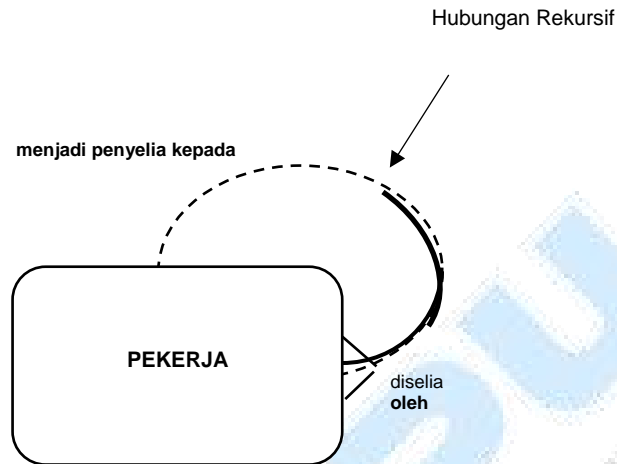 Hubungan Rekursif
menjadi penyelia kepada
PEKERJA
diselia
oleh